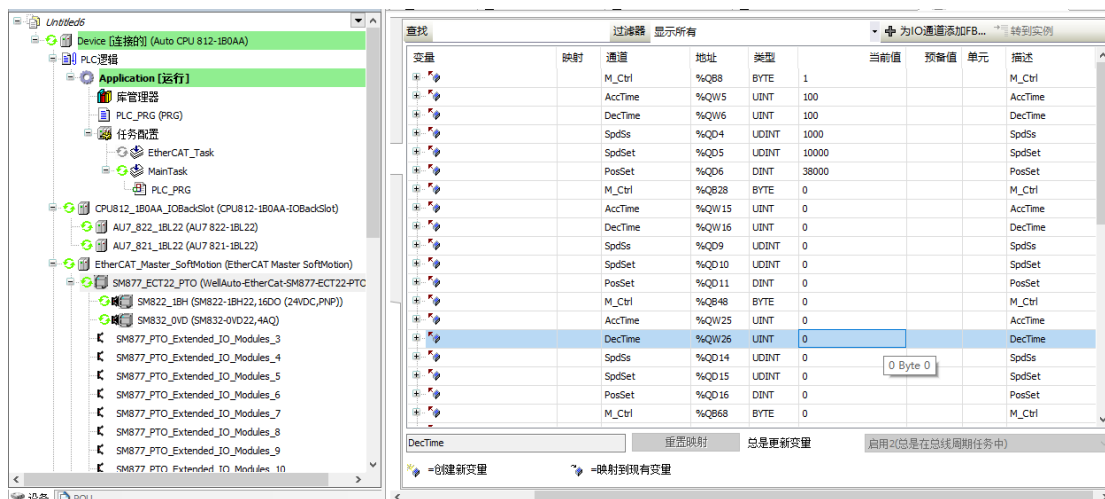 Untitled6
Device [连接的] (Auto CPU 812-1B0AA)
PLC逻辑
Application [运行]
库管理器
PLC_PRG (PRG)
任务配置
EtherCAT_Task
MainTask
PLC_PRG
CPU812_1B0AA_IOBackSlot (CPU812-1B0AA-IOBackSlot)
AU7_822_1BL22 (AU7 822-1BL22)
AU7_821_1BL22 (AU7 821-1BL22)
EtherCAT_Master_SoftMotion (EtherCAT Master SoftMotion)
SM877_ECT22_PTO (WellAuto-EtherCat-SM877-ECT22-PTO
SM822_1BH (SM822-1BH22,16DO (24VDC,PNP))
SM832_0VD (SM832-0VD22,4AQ)
SM877_PTO_Extended_IO_Modules_3
SM877_PTO_Extended_IO_Modules_4
SM877_PTO_Extended_IO_Modules_5
SM877_PTO_Extended_IO_Modules_6
SM877_PTO_Extended_IO_Modules_7
SM877_PTO_Extended_IO_Modules_8
SM877_PTO_Extended_IO_Modules_9
SM877_PTO_Extended_IO_Modules_10
设备 POU
查找 过滤器 显示所有 为IO通道添加FB... 转到实例
变量 映射 通道 地址 类型 当前值 预备值 单元 描述
M_Ctrl %QB8 BYTE 1 M_Ctrl
AccTime %QW5 UINT 100 AccTime
DecTime %QW6 UINT 100 DecTime
SpdSs %QD4 UDINT 1000 SpdSs
SpdSet %QD5 UDINT 10000 SpdSet
PosSet %QD6 DINT 38000 PosSet
M_Ctrl %QB28 BYTE 0 M_Ctrl
AccTime %QW15 UINT 0 AccTime
DecTime %QW16 UINT 0 DecTime
SpdSs %QD9 UDINT 0 SpdSs
SpdSet %QD10 UDINT 0 SpdSet
PosSet %QD11 DINT 0 PosSet
M_Ctrl %QB48 BYTE 0 M_Ctrl
AccTime %QW25 UINT 0 AccTime
DecTime %QW26 UINT 0 DecTime
SpdSs %QD14 UDINT 0 SpdSs
0 Byte 0
SpdSet %QD15 UDINT 0 SpdSet
PosSet %QD16 DINT 0 PosSet
M_Ctrl %QB68 BYTE 0 M_Ctrl
DecTime 重置映射 总是更新变量 启用2(总是在总线周期任务中)
=创建新变量 =映射到现有变量